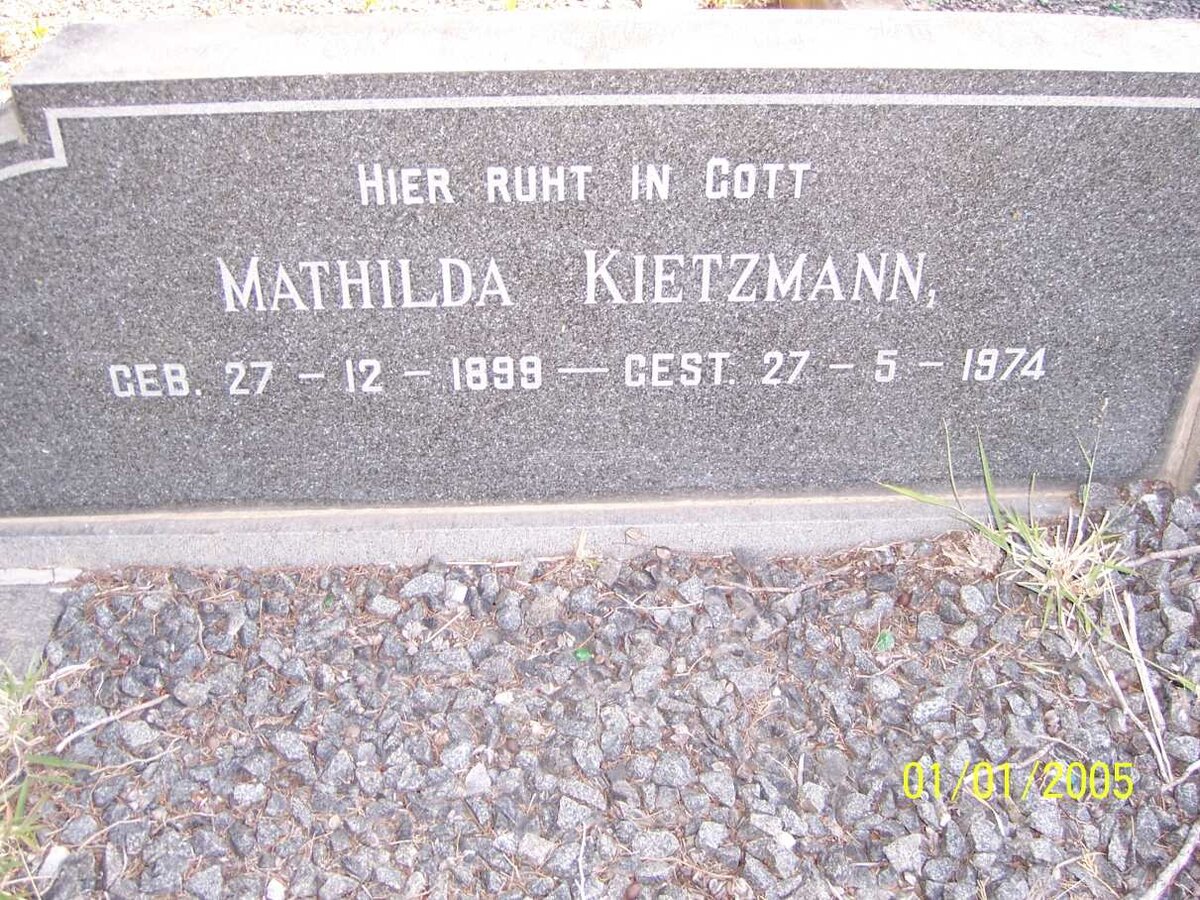 HIER RUHT IN GOTT
MATHILDA KIETZMANN,
GEB. 27 - 12 - 1899 — GEST. 27 - 5 - 1974
01/01/2005